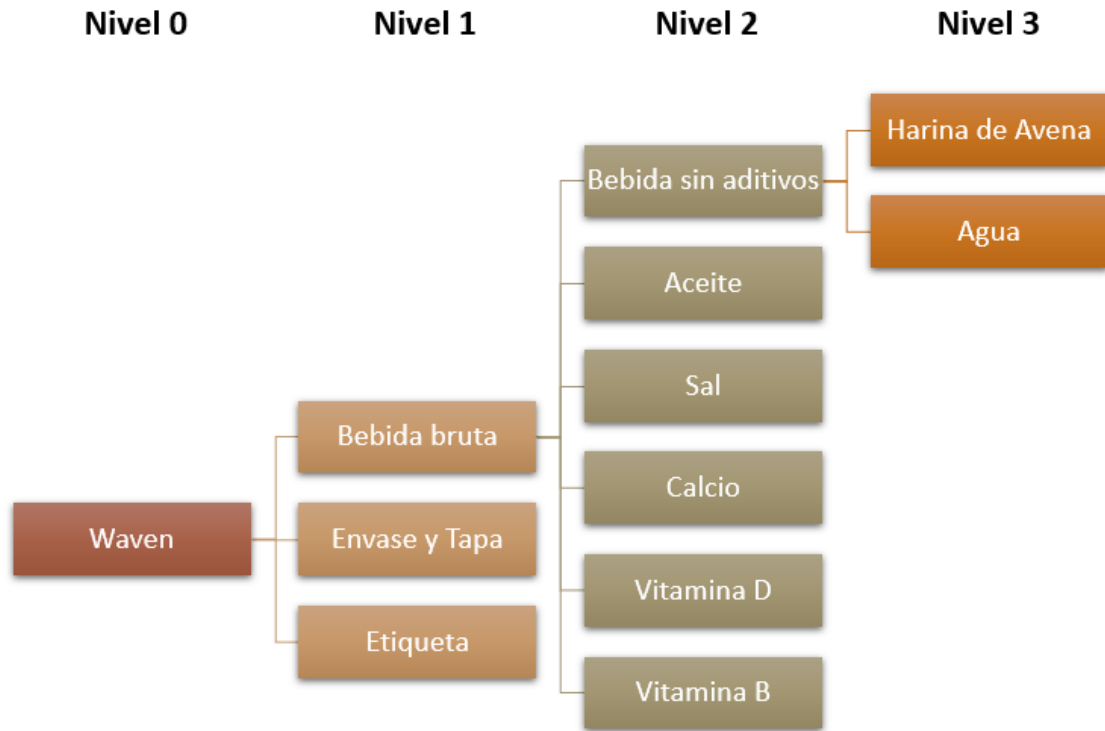 Nivel 0
Nivel 1
Nivel 2
Nivel 3
Waven
Bebida bruta
Envase y Tapa
Etiqueta
Bebida sin aditivos
Aceite
Sal
Calcio
Vitamina D
Vitamina B
Harina de Avena
Agua